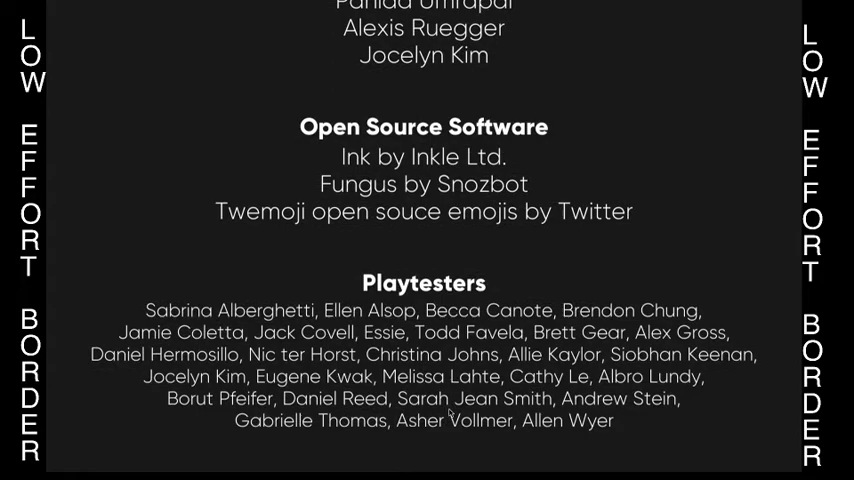 LOW EFFORT BORDER
Panida Umrapai
Alexis Ruegger
Jocelyn Kim
Open Source Software
Ink by Inkle Ltd.
Fungus by Snozbot
Twemoji open souce emojis by Twitter
Playtesters
Sabrina Alberghetti, Ellen Alsop, Becca Canote, Brendon Chung,
Jamie Coletta, Jack Covell, Essie, Todd Favela, Brett Gear, Alex Gross,
Daniel Hermosillo, Nic ter Horst, Christina Johns, Allie Kaylor, Siobhan Keenan,
Jocelyn Kim, Eugene Kwak, Melissa Lahte, Cathy Le, Albro Lundy,
Borut Pfeifer, Daniel Reed, Sarah Jean Smith, Andrew Stein,
Gabrielle Thomas, Asher Vollmer, Allen Wyer
LOW EFFORT BORDER